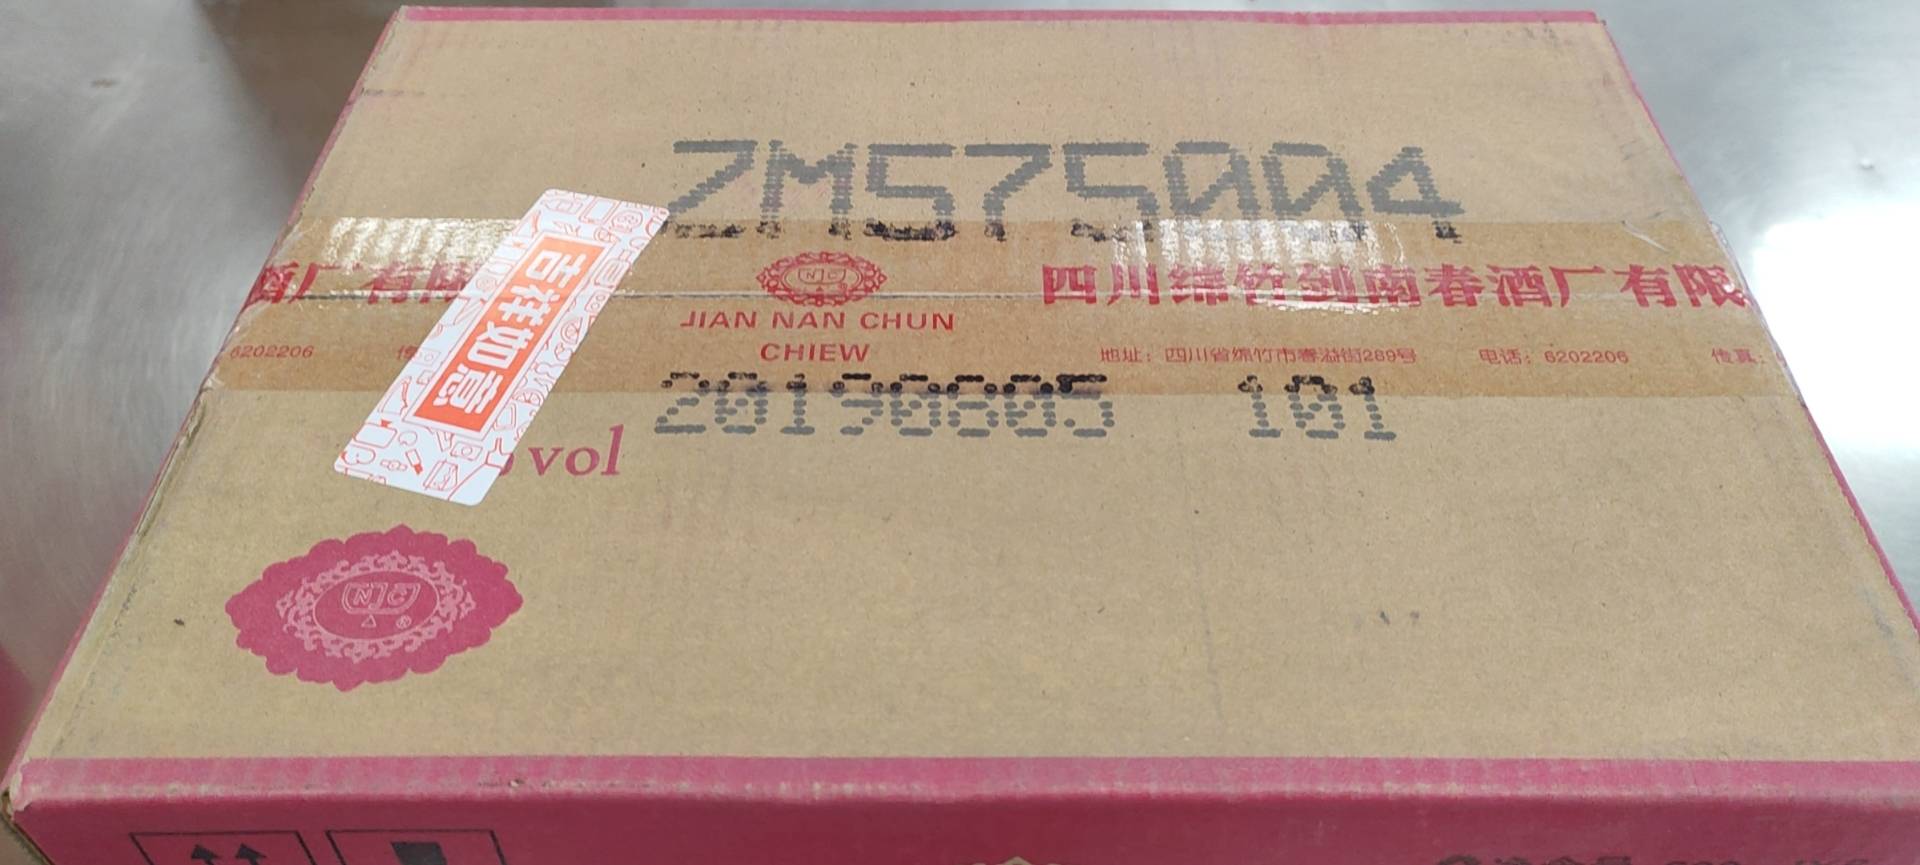 ZM575004
酒厂有限
四川绵竹剑南春酒厂有限
JIAN NAN CHUN
CHIEW
6202206
地址：四川省绵竹市春溢街289号 电话：6202206 传真：
吉祥如意
20190805 101
vol